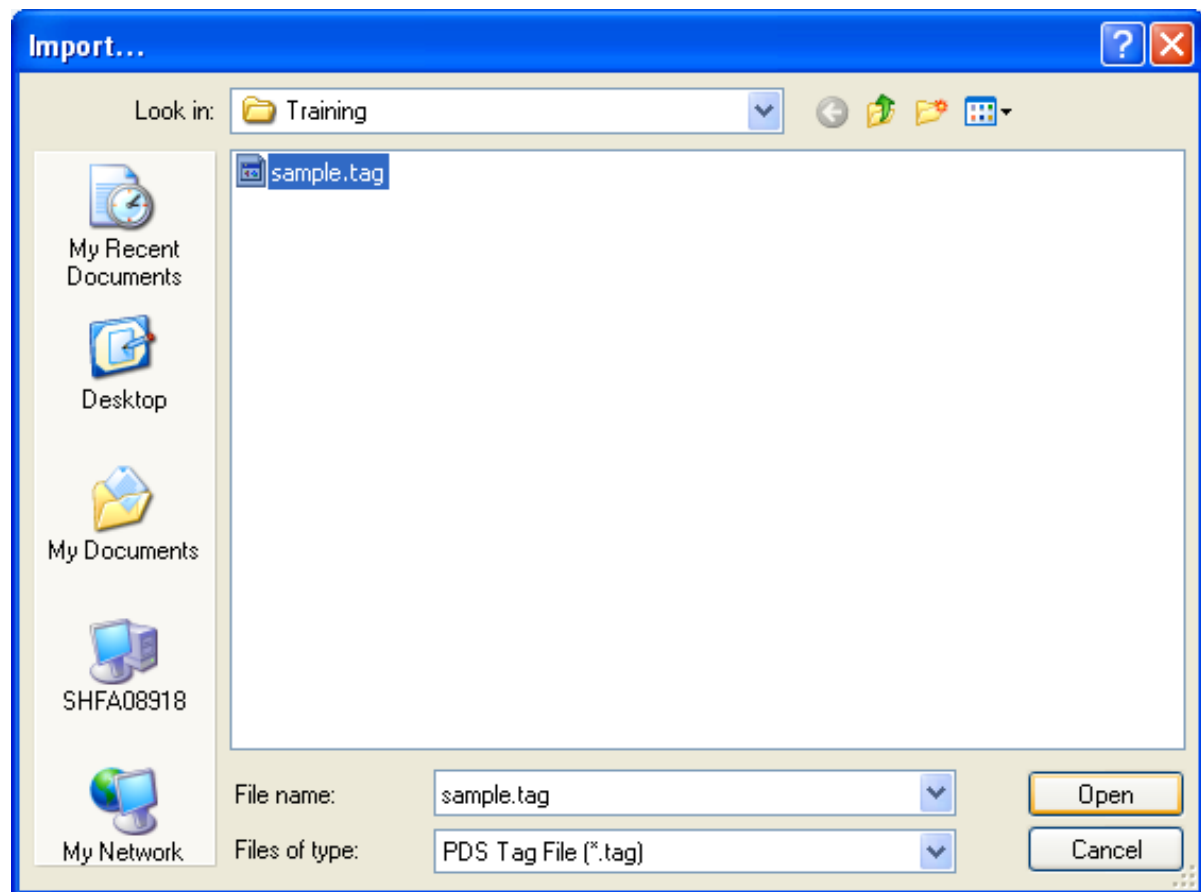 Import...
Look in:
Training
sample.tag
My Recent
Documents
Desktop
My Documents
SHFA08918
My Network
File name:
sample.tag
Open
Files of type:
PDS Tag File (*.tag)
Cancel